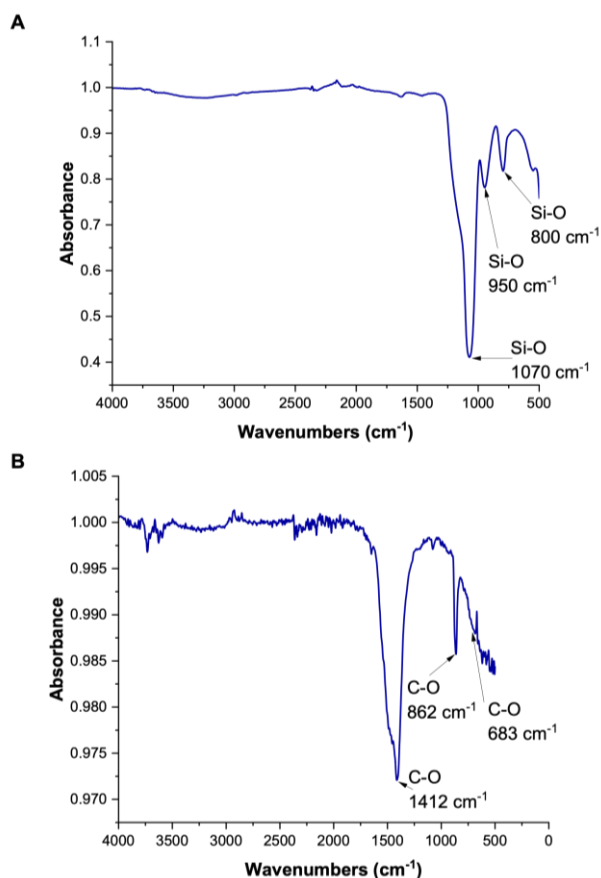 A
1.1
1.0
0.9
0.8
0.7
0.6
0.5
0.4
Absorbance
Si-O
800 cm⁻¹
Si-O
950 cm⁻¹
Si-O
1070 cm⁻¹
4000 3500 3000 2500 2000 1500 1000 500
Wavenumbers (cm⁻¹)
B
1.005
1.000
0.995
0.990
0.985
0.980
0.975
0.970
Absorbance
C-O
862 cm⁻¹
C-O
683 cm⁻¹
C-O
1412 cm⁻¹
4000 3500 3000 2500 2000 1500 1000 500 0
Wavenumbers (cm⁻¹)